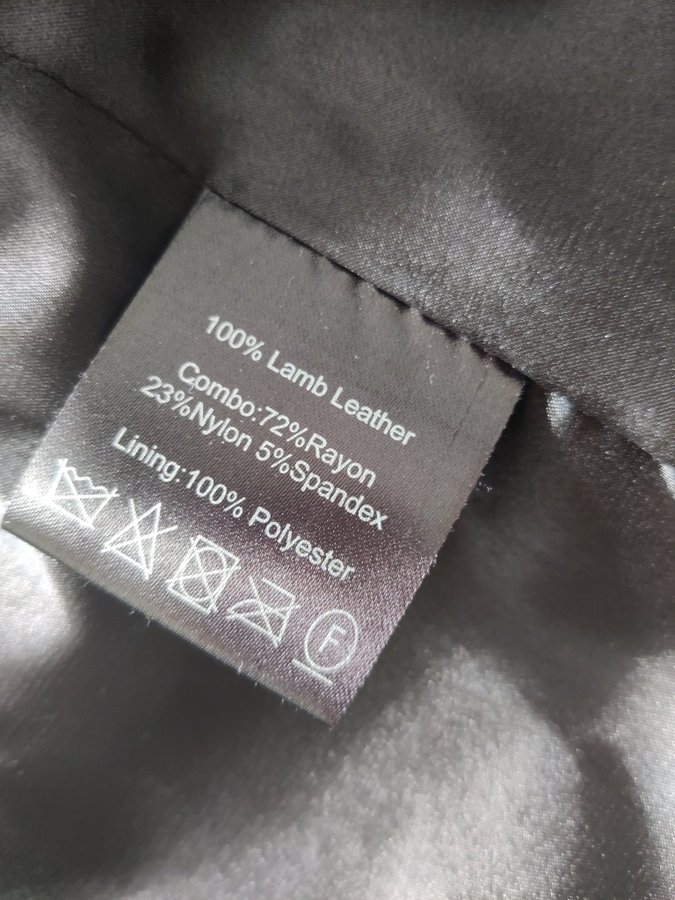 100% Lamb Leather
Combo:72%Rayon
23%Nylon 5%Spandex
Lining:100% Polyester
F